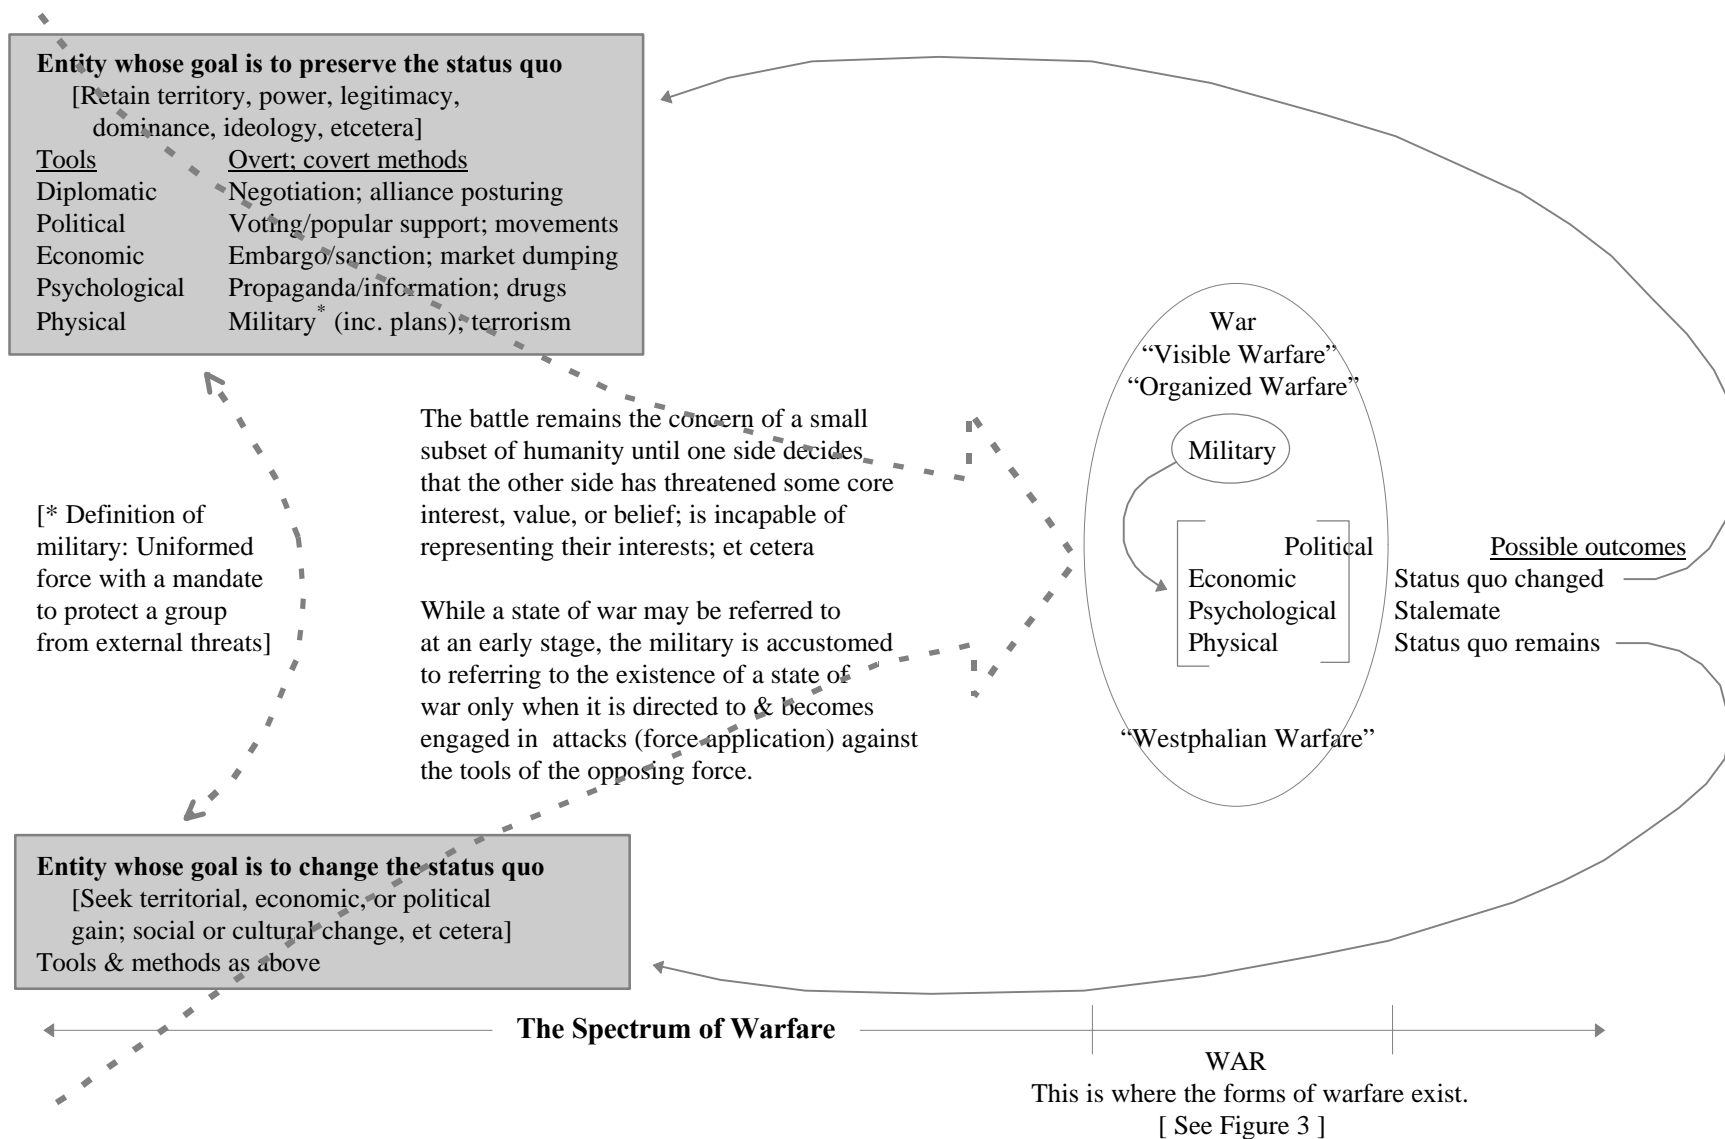 Entity whose goal is to preserve the status quo
[Retain territory, power, legitimacy,
dominance, ideology, etcetera]
Tools Overt; covert methods
Diplomatic Negotiation; alliance posturing
Political Voting/popular support; movements
Economic Embargo/sanction; market dumping
Psychological Propaganda/information; drugs
Physical Military* (inc. plans); terrorism
[* Definition of
military: Uniformed
force with a mandate
to protect a group
from external threats]
The battle remains the concern of a small
subset of humanity until one side decides
that the other side has threatened some core
interest, value, or belief; is incapable of
representing their interests; et cetera
While a state of war may be referred to
at an early stage, the military is accustomed
to referring to the existence of a state of
war only when it is directed to & becomes
engaged in attacks (force application) against
the tools of the opposing force.
War
“Visible Warfare”
“Organized Warfare”
Military
Political
Economic
Psychological
Physical
“Westphalian Warfare”
Possible outcomes
Status quo changed
Stalemate
Status quo remains
Entity whose goal is to change the status quo
[Seek territorial, economic, or political
gain; social or cultural change, et cetera]
Tools & methods as above
The Spectrum of Warfare
WAR
This is where the forms of warfare exist.
[ See Figure 3 ]